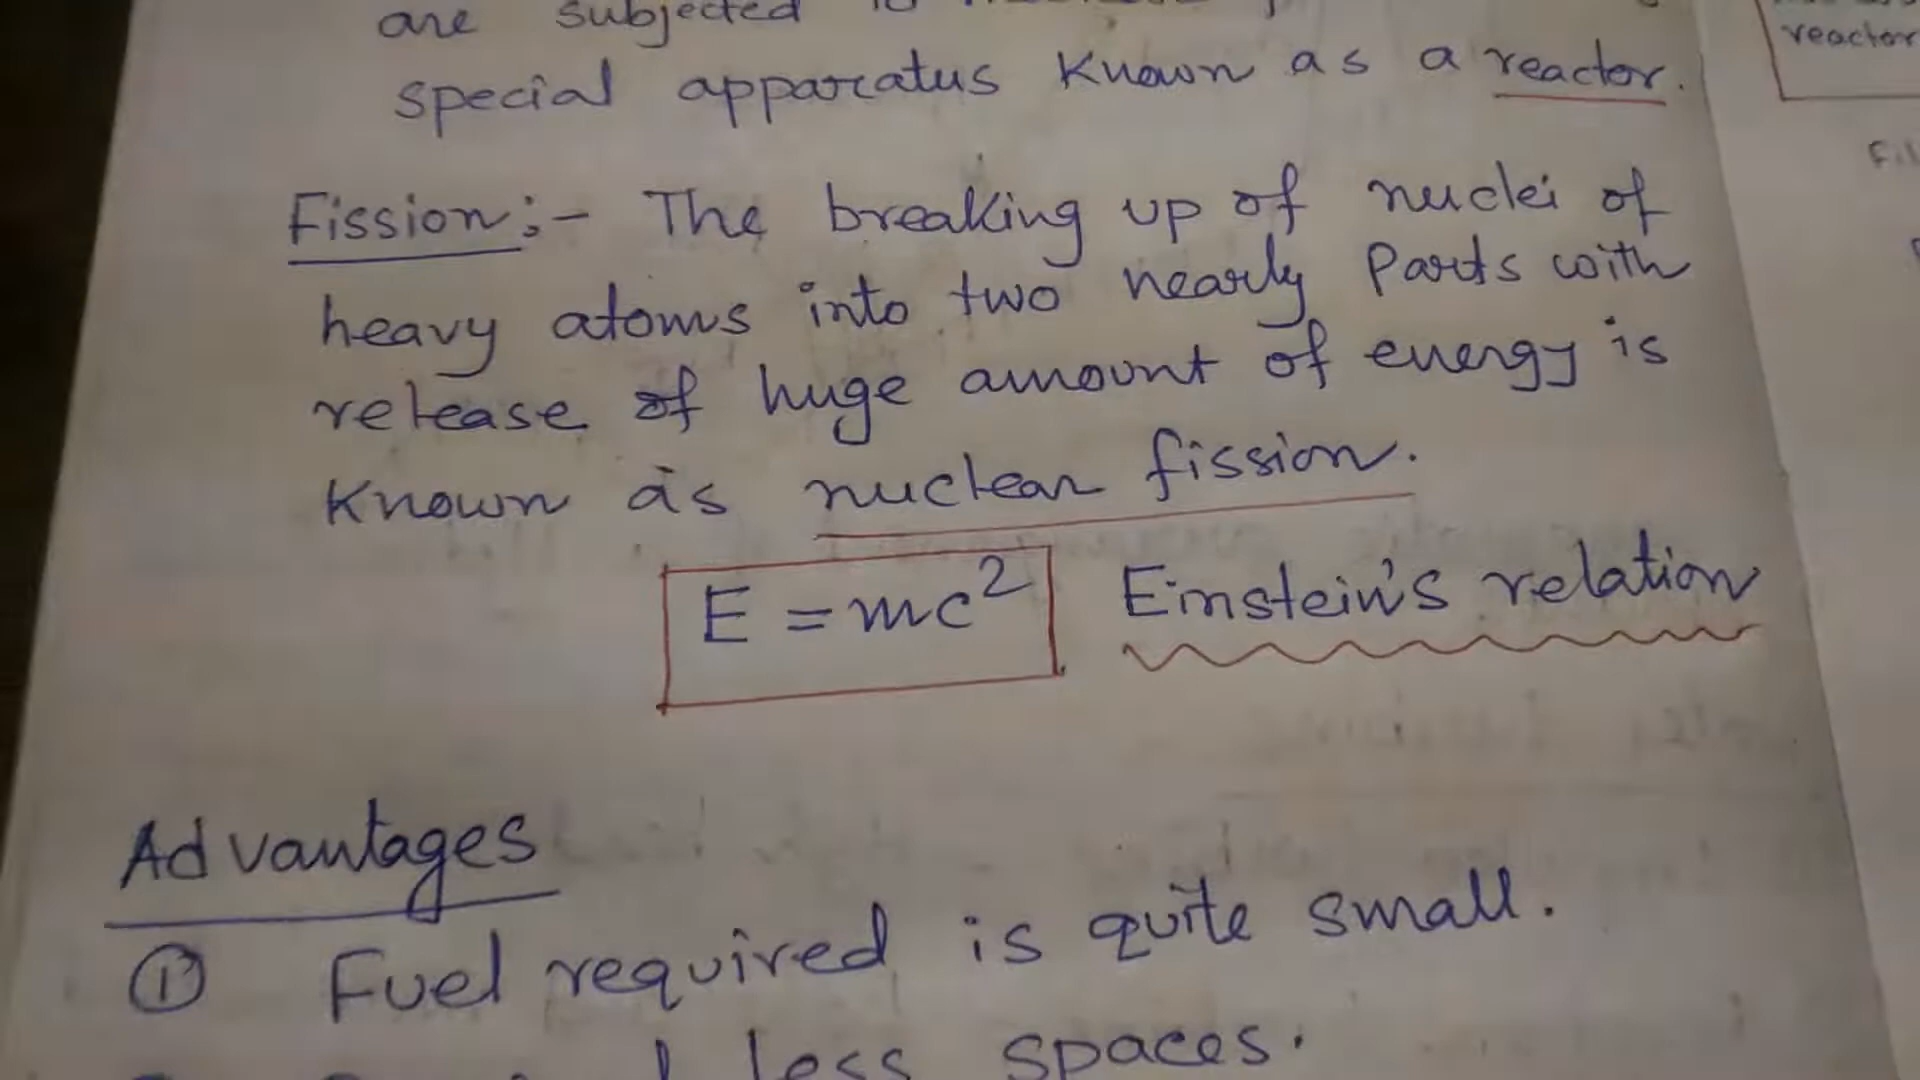 are subjected
special apparatus known as a reactor.
reactor
Fission:- The breaking up of nuclei of
heavy atoms into two nearly parts with
release of huge amount of energy is
known as nuclear fission.
E = mc² Einstein's relation
Advantages
① Fuel required is quite small.
less spaces.